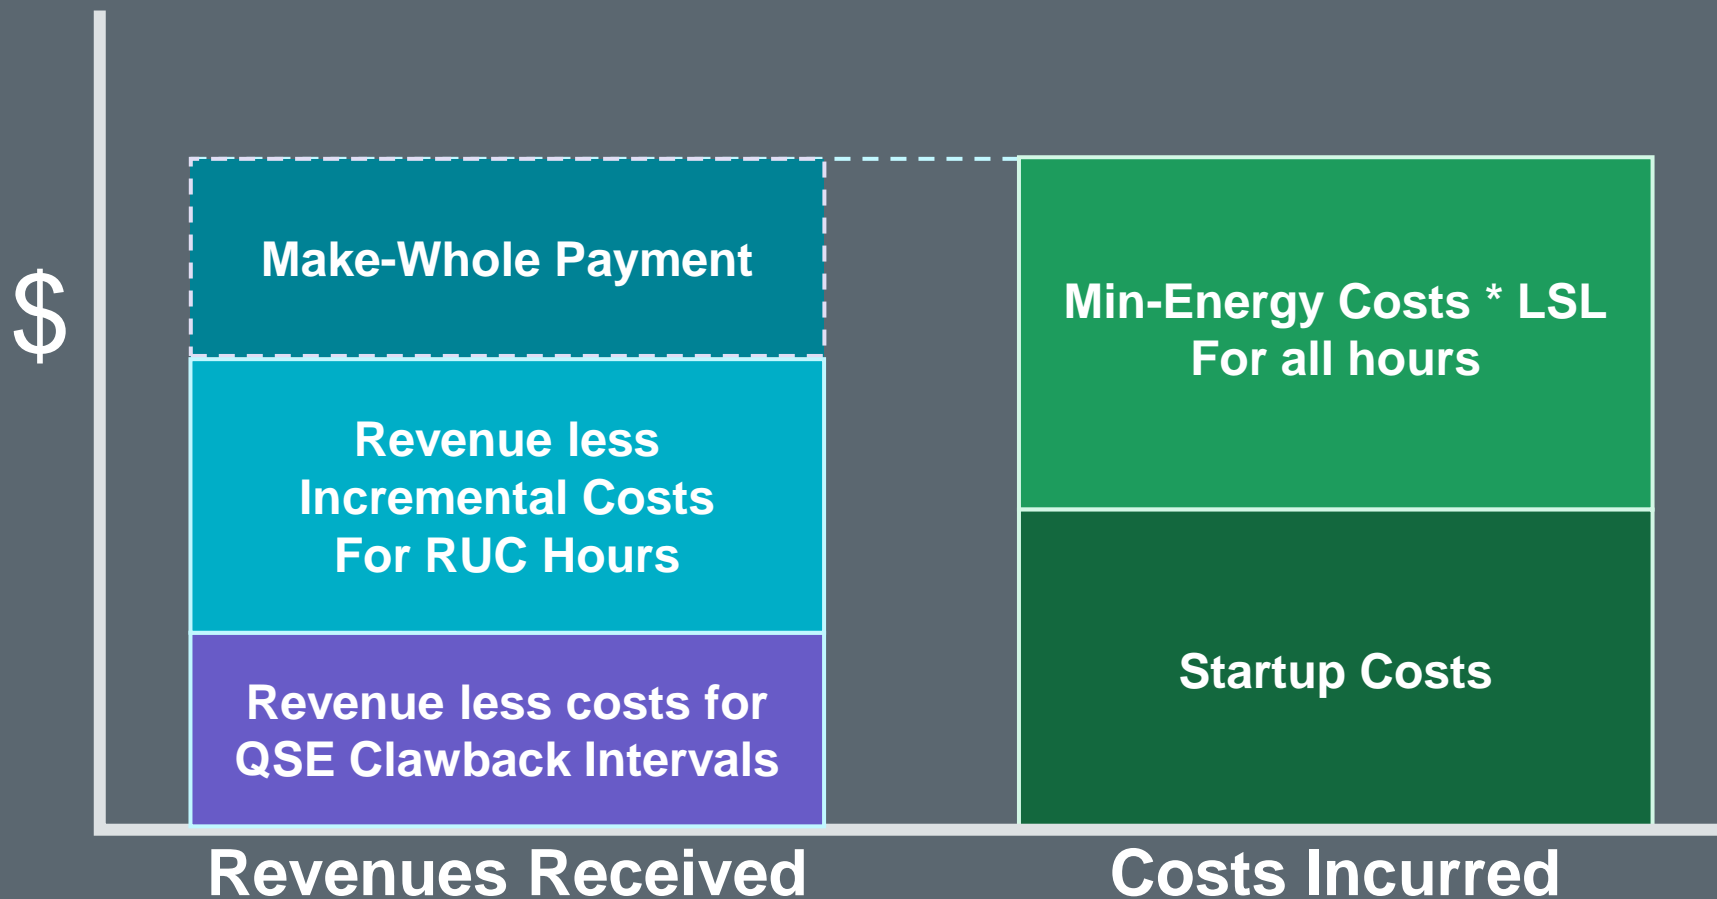 $
Make-Whole Payment
Revenue less
Incremental Costs
For RUC Hours
Revenue less costs for
QSE Clawback Intervals
Revenues Received
Min-Energy Costs * LSL
For all hours
Startup Costs
Costs Incurred